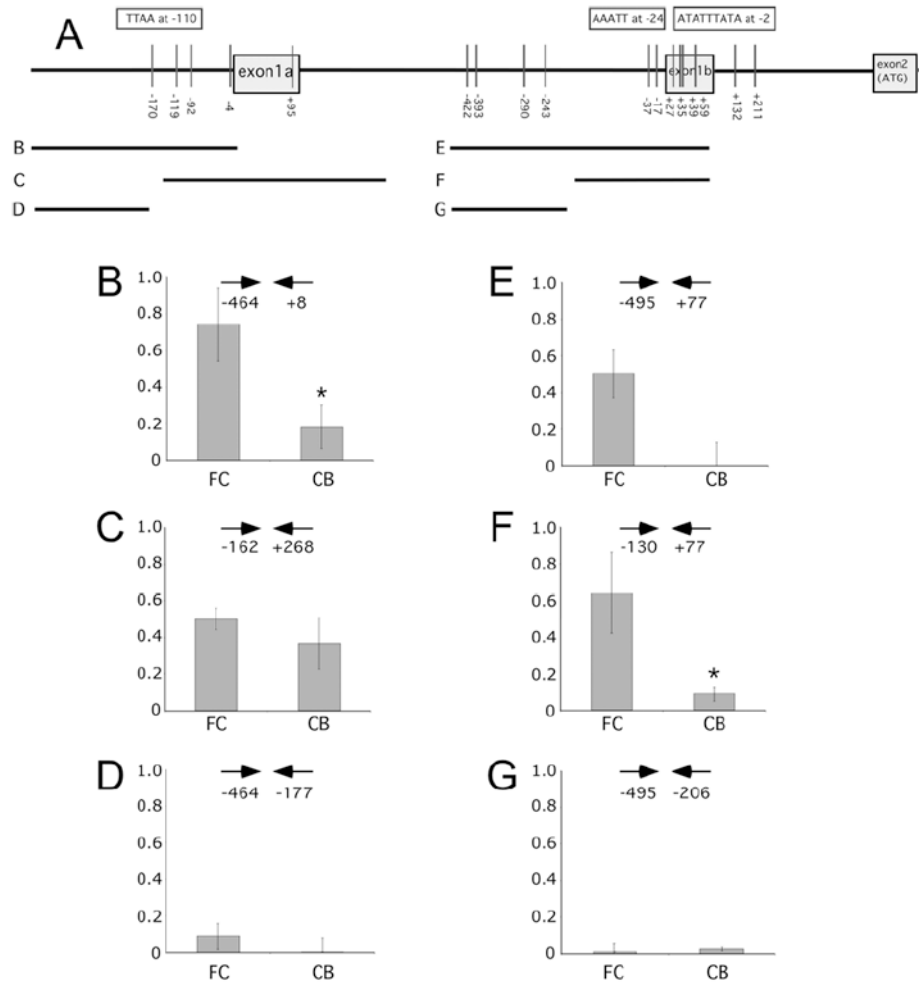 TTAA at -110
AAATT at -24
ATATTTATA at -2
A
exon1a
exon1b
exon2
(ATG)
-170
-119
-92
-4
+95
-422
-393
-290
-243
-37
-17
+27
+35
+39
+59
+132
+211
B
E
C
F
D
G
B
1.0
0.8
0.6
0.4
0.2
0
-464 +8
*
FC CB
E
1.0
0.8
0.6
0.4
0.2
0
-495 +77
FC CB
C
1.0
0.8
0.6
0.4
0.2
0
-162 +268
FC CB
F
1.0
0.8
0.6
0.4
0.2
0
-130 +77
*
FC CB
D
1.0
0.8
0.6
0.4
0.2
0
-464 -177
FC CB
G
1.0
0.8
0.6
0.4
0.2
0
-495 -206
FC CB